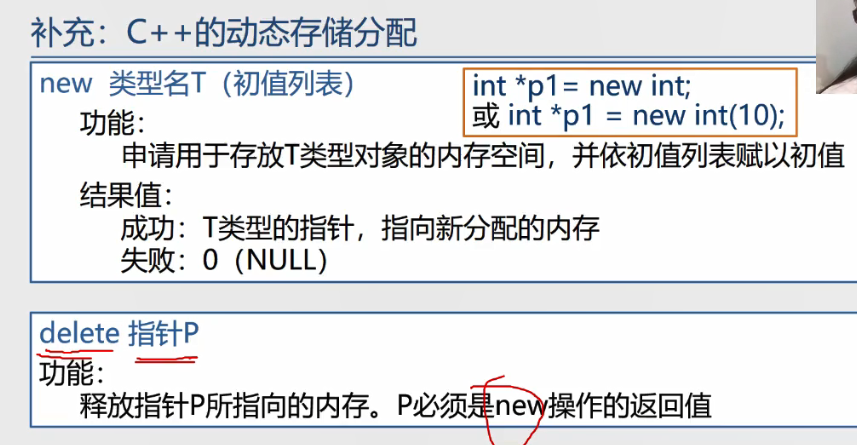 补充：C++的动态存储分配
new 类型名T（初值列表）
int *p1= new int;
或 int *p1 = new int(10);
功能：
申请用于存放T类型对象的内存空间，并依初值列表赋以初值
结果值：
成功：T类型的指针，指向新分配的内存
失败：0（NULL）
delete 指针P
功能：
释放指针P所指向的内存。P必须是new操作的返回值